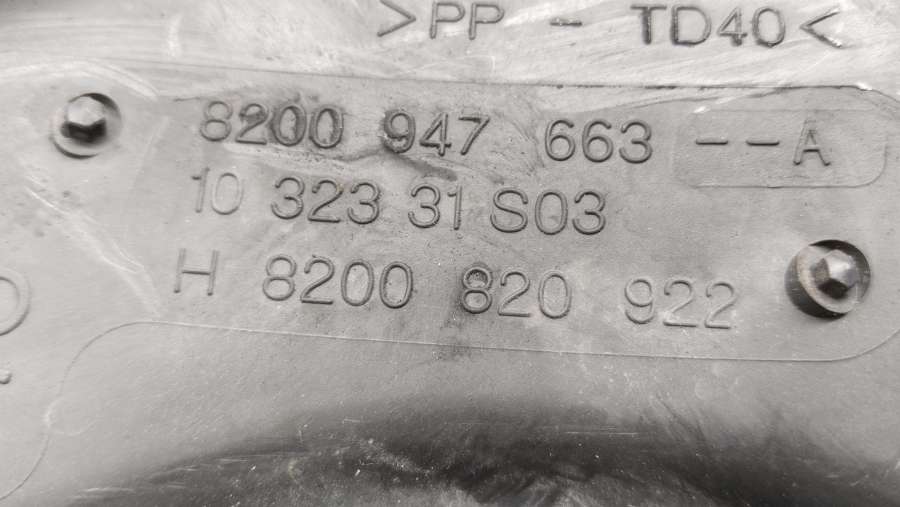 >PP - TD40<
8200 947 663 --A
10 323 31 S03
H 8200 820 922